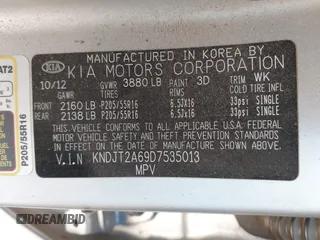 MANUFACTURED IN KOREA BY
KIA KIA MOTORS CORPORATION
10/12 GVWR 3880 LB PAINT 3D TRIM WK
GAWR TIRES RIMS COLD TIRE INFL
FRONT 2160 LB P205/55R16 6.5JX16 33psi SINGLE
REAR 2138 LB P205/55R16 6.5JX16 33psi SINGLE
THIS VEHICLE CONFORMS TO ALL APPLICABLE FEDERAL MOTOR
VEHICLE SAFETY, BUMPER, AND THEFT PREVENTION STANDARDS
IN EFFECT ON THE DATE OF MANUFACTURE SHOWN ABOVE.
V.I.N KNDJT2A69D7535013
MPV
P205/55R16
DREAMBID